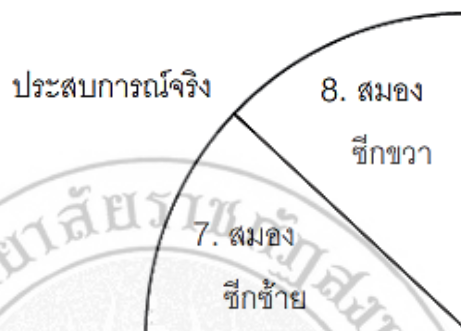 ประสบการณ์จริง
8. สมอง
ซีกขวา
7. สมอง
ซีกซ้าย